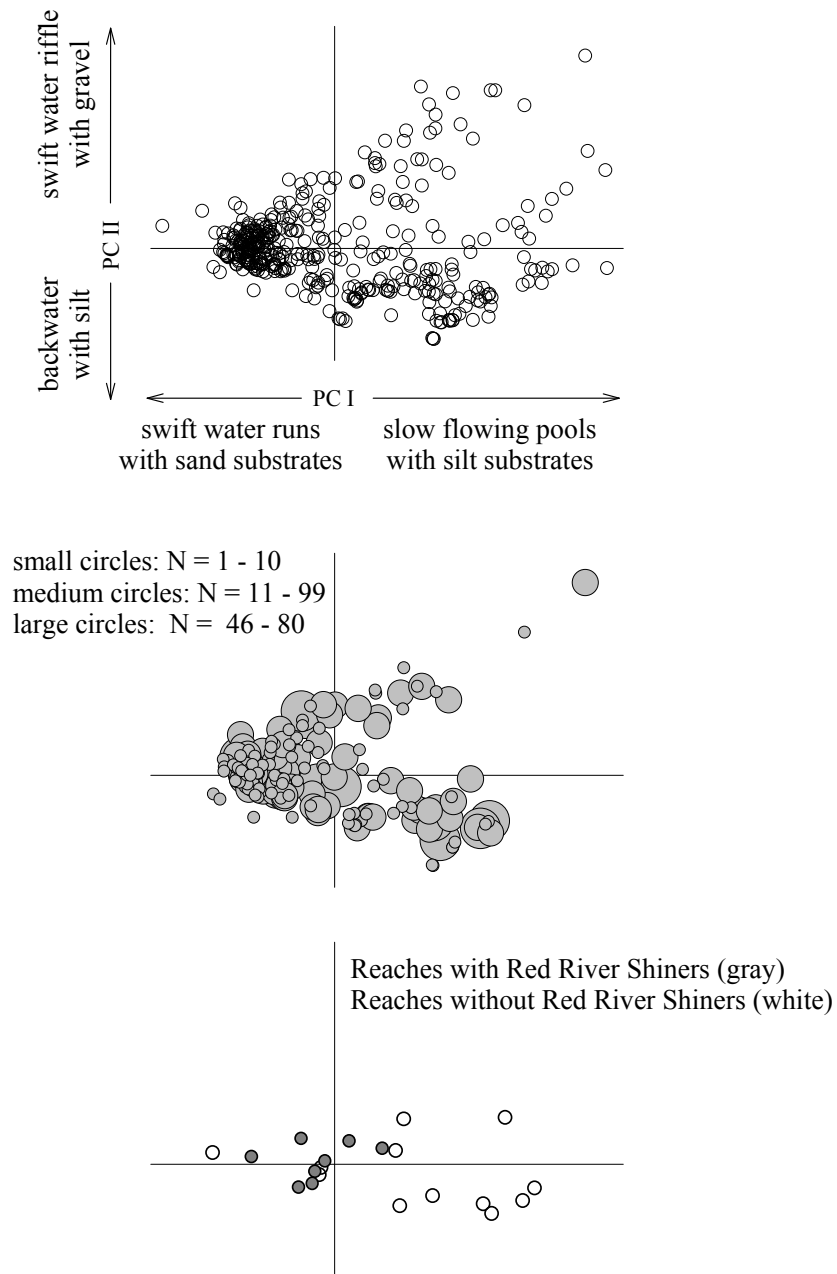 swift water riffle
with gravel
PC II
backwater
with silt
PC I
swift water runs
with sand substrates
slow flowing pools
with silt substrates
small circles: N = 1 - 10
medium circles: N = 11 - 99
large circles: N = 46 - 80
Reaches with Red River Shiners (gray)
Reaches without Red River Shiners (white)